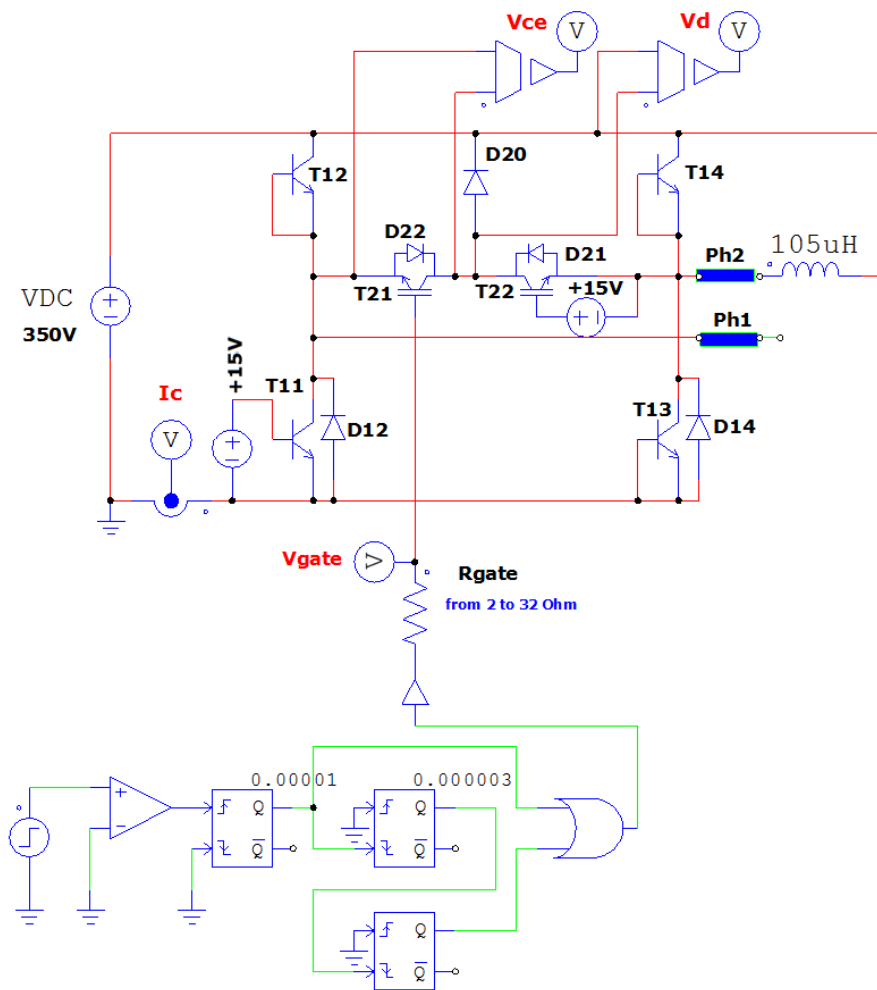 Vce
V
Vd
V
T12
D20
T14
D22
D21
105uH
Ph2
T21
T22
+15V
VDC
350V
Ph1
+15V
T11
T13
Ic
V
D12
D14
Vgate
V
Rgate
from 2 to 32 Ohm
0.00001
0.000003
Q
Q
Q
Q
Q
Q